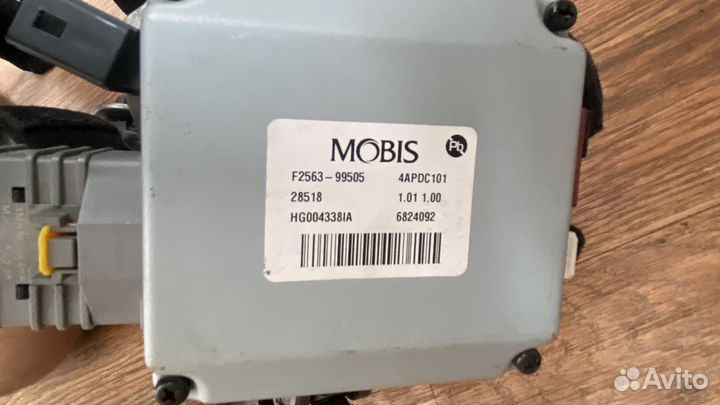 MOBIS Pb
F2563-99505 4APDC101
28518 1.01 1.00
HG004338IA 6824092
Avito